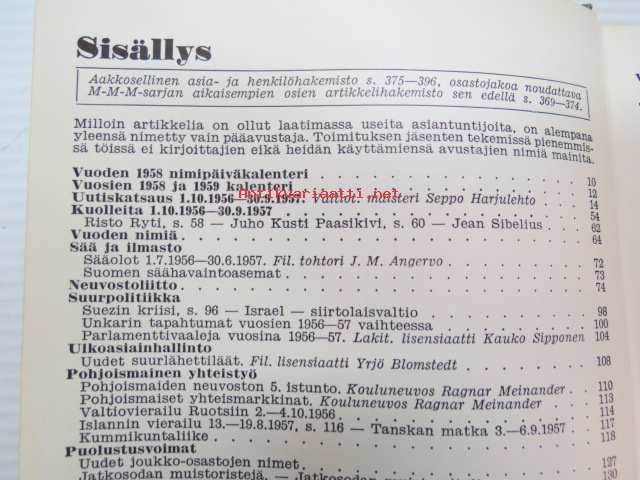 Sisällys
Aakkosellinen asia- ja henkilöhakemisto s. 375—396, osastojakoa noudattava
M-M-M-sarjan aikaisempien osien artikkelihakemisto sen edellä s. 369—374.
Milloin artikkelia on ollut laatimassa useita asiantuntijoita, on alempana
yleensä nimetty vain pääavustaja. Toimituksen jäsenten tekemissä pienemmis-
sä töissä ei kirjoittajien eikä heidän käyttämiensä avustajien nimiä mainita.
Vuoden 1958 nimipäiväkalenteri 10
Vuosien 1958 ja 1959 kalenteri 12
Uutiskatsaus 1.10.1956—30.9.1957. Valtiot. maisteri Seppo Harjulehto 14
Kuolleita 1.10.1956—30.9.1957 54
Risto Ryti, s. 58 — Juho Kusti Paasikivi, s. 60 — Jean Sibelius 62
Vuoden nimiä 64
Sää ja ilmasto
Sääolot 1.7.1956—30.6.1957. Fil. tohtori J. M. Angervo 72
Suomen säähavaintoasemat 73
Neuvostoliitto 74
Suurpolitiikka
Suezin kriisi, s. 96 — Israel — siirtolaisvaltio 98
Unkarin tapahtumat vuosien 1956—57 vaihteessa 100
Parlamenttivaaleja vuosina 1956—57. Lakit. lisensiaatti Kauko Sipponen 104
Ulkoasiainhallinto
Uudet suurlähettiläät. Fil. lisensiaatti Yrjö Blomstedt 108
Pohjoismainen yhteistyö
Pohjoismaiden neuvoston 5. istunto. Kouluneuvos Ragnar Meinander 110
Pohjoismaiset yhteismarkkinat. Kouluneuvos Ragnar Meinander 113
Valtiovierailu Ruotsiin 2.—4.10.1956 114
Islannin vierailu 13.—19.8.1957, s. 116 — Tanskan matka 3.—6.9.1957 117
Kummikuntaliike 118
Puolustusvoimat
Uudet joukko-osastojen nimet 127
Jatkosodan muistoristejä. — 130